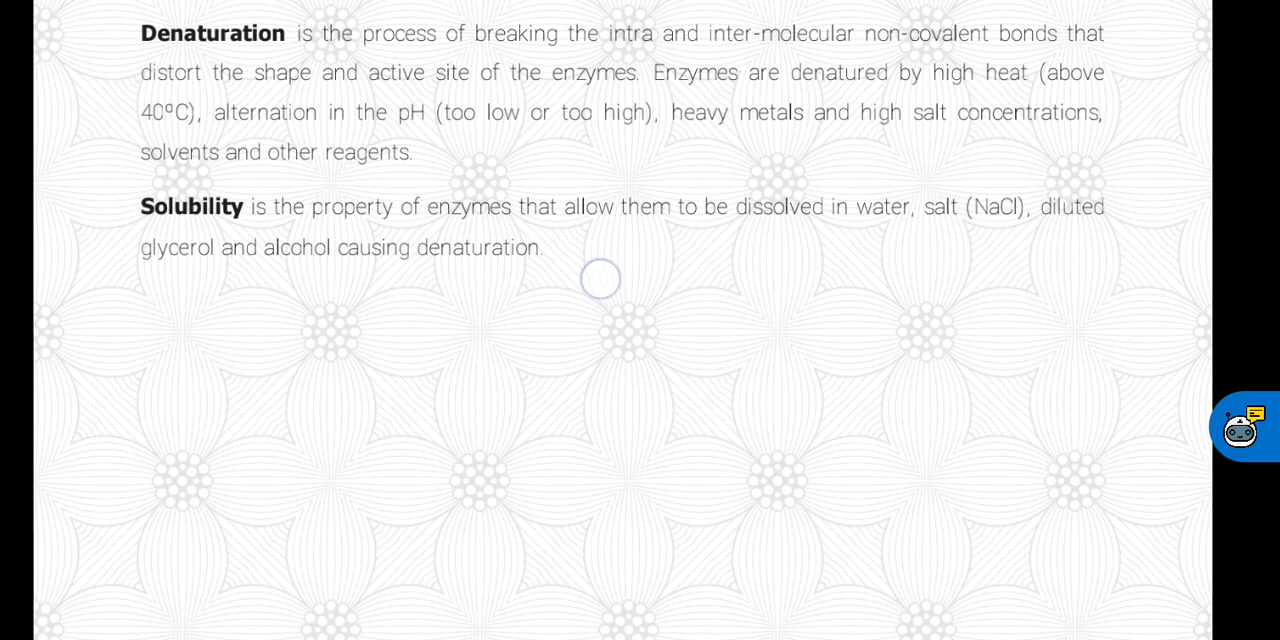 Denaturation is the process of breaking the intra and inter-molecular non-covalent bonds that
distort the shape and active site of the enzymes. Enzymes are denatured by high heat (above
40ºC), alternation in the pH (too low or too high), heavy metals and high salt concentrations,
solvents and other reagents.
Solubility is the property of enzymes that allow them to be dissolved in water, salt (NaCl), diluted
glycerol and alcohol causing denaturation.